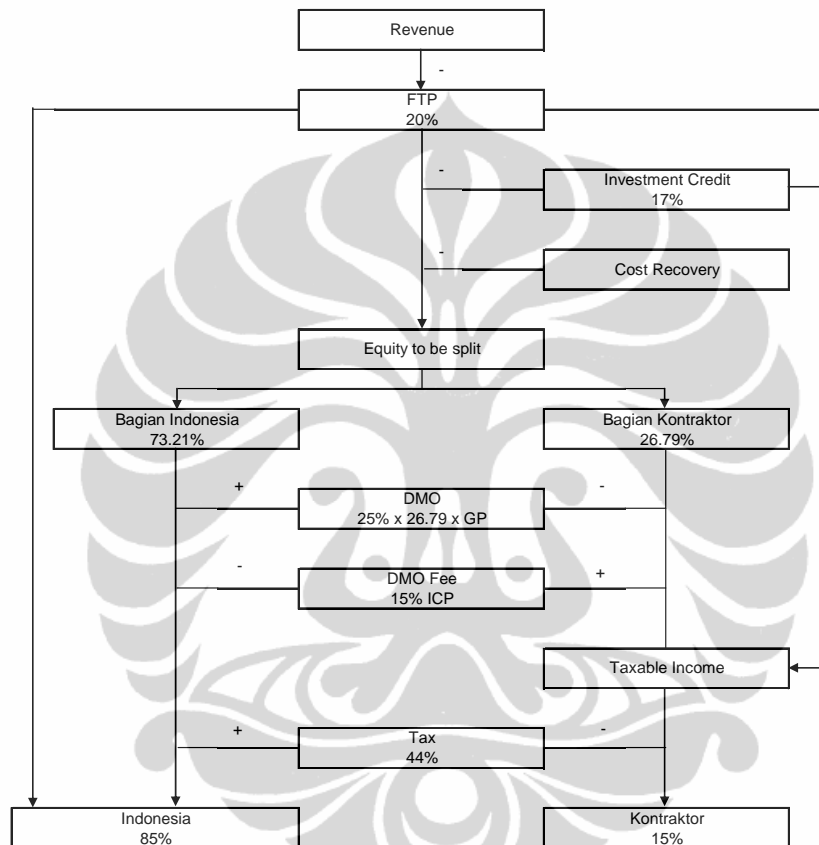 Revenue
-
FTP
20%
-
Investment Credit
17%
-
Cost Recovery
Equity to be split
Bagian Indonesia
73.21%
Bagian Kontraktor
26.79%
+
DMO
25% x 26.79 x GP
-
-
DMO Fee
15% ICP
+
Taxable Income
+
Tax
44%
-
Indonesia
85%
Kontraktor
15%